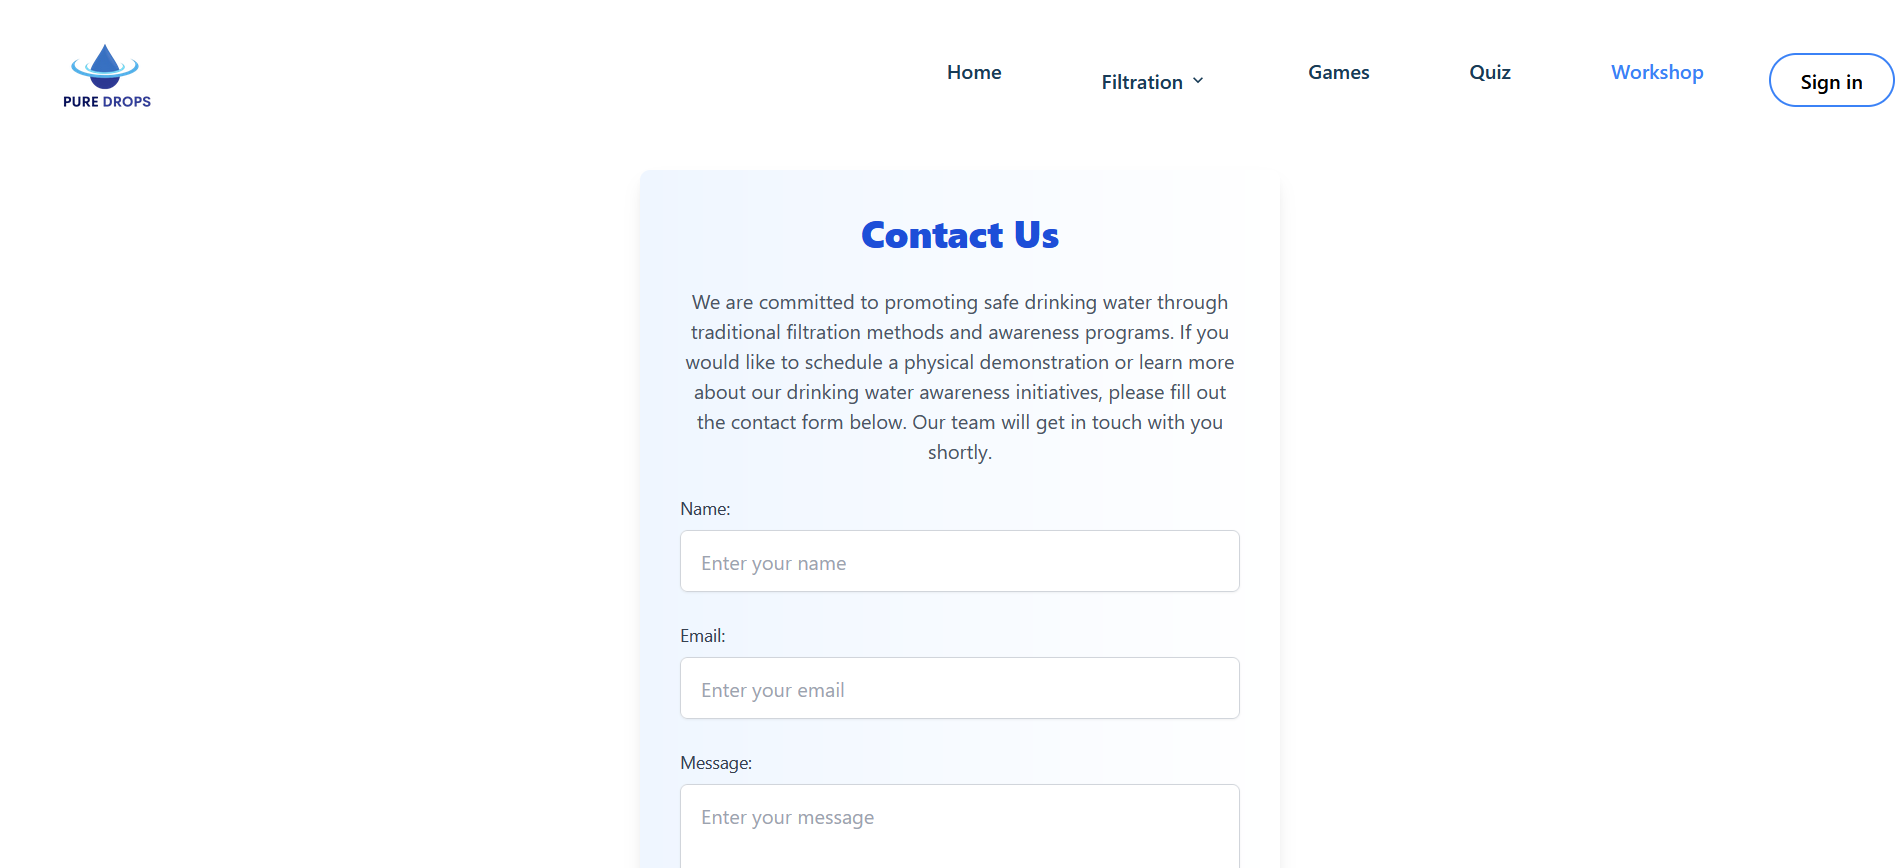 PURE DROPS
Home
Filtration
Games
Quiz
Workshop
Sign in
Contact Us
We are committed to promoting safe drinking water through
traditional filtration methods and awareness programs. If you
would like to schedule a physical demonstration or learn more
about our drinking water awareness initiatives, please fill out
the contact form below. Our team will get in touch with you
shortly.
Name:
Enter your name
Email:
Enter your email
Message:
Enter your message